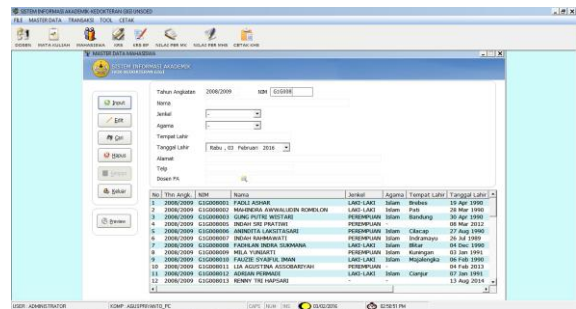 SISTEM INFORMASI AKADEMIK KEDOKTERAN GIGI UNSOED
FILE MASTER DATA TRANSAKSI TOOL CETAK
DOSEN MATA KULIAH MAHASISWA KRS KRS BP NILAI PER MK NILAI PER MHS CETAK KHS
MASTER DATA MAHASISWA
SISTEM INFORMASI AKADEMIK
Tahun Angkatan 2008/2009 NIM G1G008
Input
Nama
Jenkel -
Edit
Agama -
Cari
Tempat Lahir
Tanggal Lahir Rabu , 03 Februari 2016
Hapus
Alamat
Simpan
Telp
Dosen PA
Keluar
No Thn Angk. NIM Nama Jenkel Agama Tempat Lahir Tanggal Lahir
1 2008/2009 G1G008001 FADLI ASHAR LAKI-LAKI Islam Brebes 19 Apr 1990
2 2008/2009 G1G008002 MAHENDRA AWWALUDIN ROMDLON LAKI-LAKI Islam Pati 28 Mar 1990
3 2008/2009 G1G008003 GUNG PUTRI WISTARI PEREMPUAN Islam Bandung 30 Apr 1990
Preview
4 2008/2009 G1G008005 INDAH SRI PRATIWI PEREMPUAN - 08 Mar 2012
5 2008/2009 G1G008006 ANINDITA LAKSITASARI PEREMPUAN Islam Cilacap 27 Aug 1990
6 2008/2009 G1G008007 INDAH RAHMAWATI PEREMPUAN Islam Indramayu 26 Jul 1989
7 2008/2009 G1G008008 FADHLAN INDRA SUKMANA LAKI-LAKI Islam Blitar 04 Dec 1990
8 2008/2009 G1G008009 MILA YUNIARTI PEREMPUAN Islam Kuningan 03 Jan 1991
9 2008/2009 G1G008010 FAUZIE SYAIFUL IMAN LAKI-LAKI Islam Majalengka 06 Feb 1990
10 2008/2009 G1G008011 LIA AGUSTINA ASSOBARIYAH PEREMPUAN - 04 Feb 2013
11 2008/2009 G1G008012 ADRIAN PERMADI LAKI-LAKI Islam Cianjur 07 Jan 1991
12 2008/2009 G1G008013 RENNY TRI HAPSARI PEREMPUAN - 13 Aug 2014
USER ADMINISTRATOR KOMP AGUSPRIYANTO_PC CAPS NUM INS 03/02/2016 02:58:51 PM